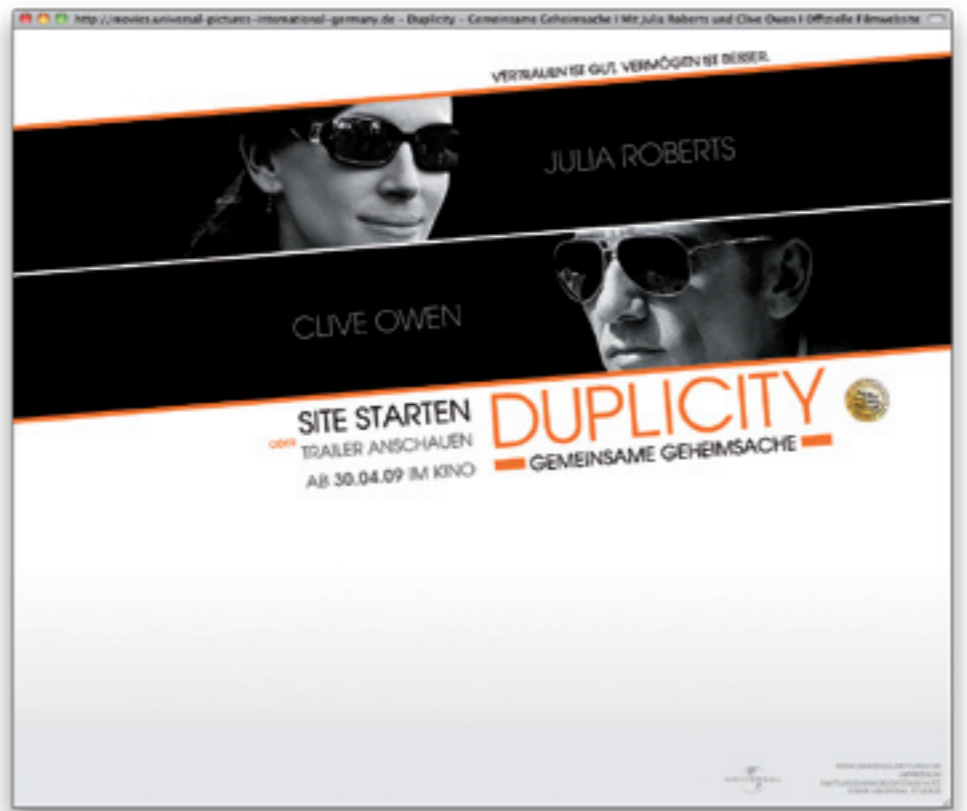 http://movies.universal-pictures-international-germany.de – Duplicity – Gemeinsame Geheimsache | Mit Julia Roberts und Clive Owen | Offizielle Filmwebsite
VERTRAUEN IST GUT, VERMÖGEN IST BESSER.
JULIA ROBERTS
CLIVE OWEN
SITE STARTEN
ODER TRAILER ANSCHAUEN
AB 30.04.09 IM KINO
DUPLICITY
GEMEINSAME GEHEIMSACHE
UNIVERSAL